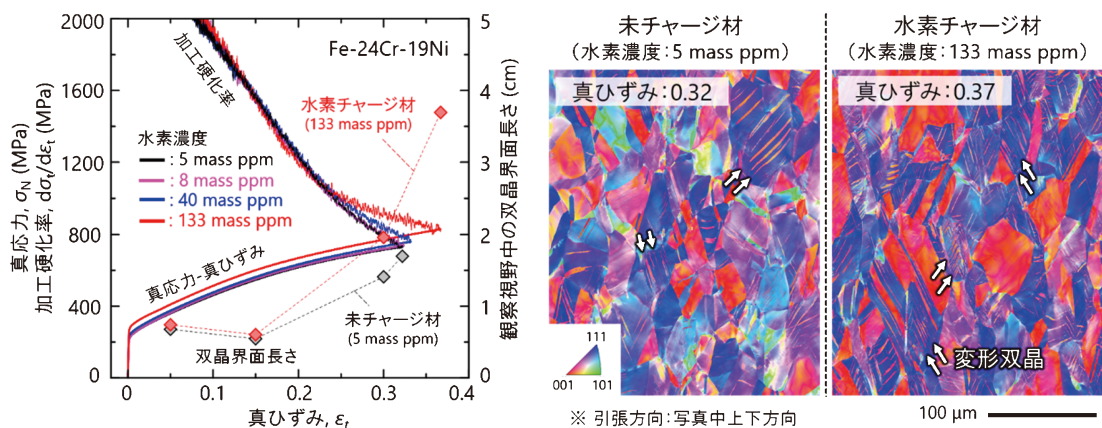 真応力, σN (MPa)
加工硬化率, dσt/dεt (MPa)
2000
1600
1200
800
400
0
0
0.1
0.2
0.3
0.4
真ひずみ, εt
5
4
3
2
1
0
観察視野中の双晶界面長さ (cm)
Fe-24Cr-19Ni
加工硬化率
水素チャージ材
(133 mass ppm)
水素濃度
: 5 mass ppm
: 8 mass ppm
: 40 mass ppm
: 133 mass ppm
真応力-真ひずみ
未チャージ材
(5 mass ppm)
双晶界面長さ
未チャージ材
(水素濃度：5 mass ppm)
真ひずみ：0.32
111
001 101
※ 引張方向：写真中上下方向
水素チャージ材
(水素濃度：133 mass ppm)
真ひずみ：0.37
変形双晶
100 μm